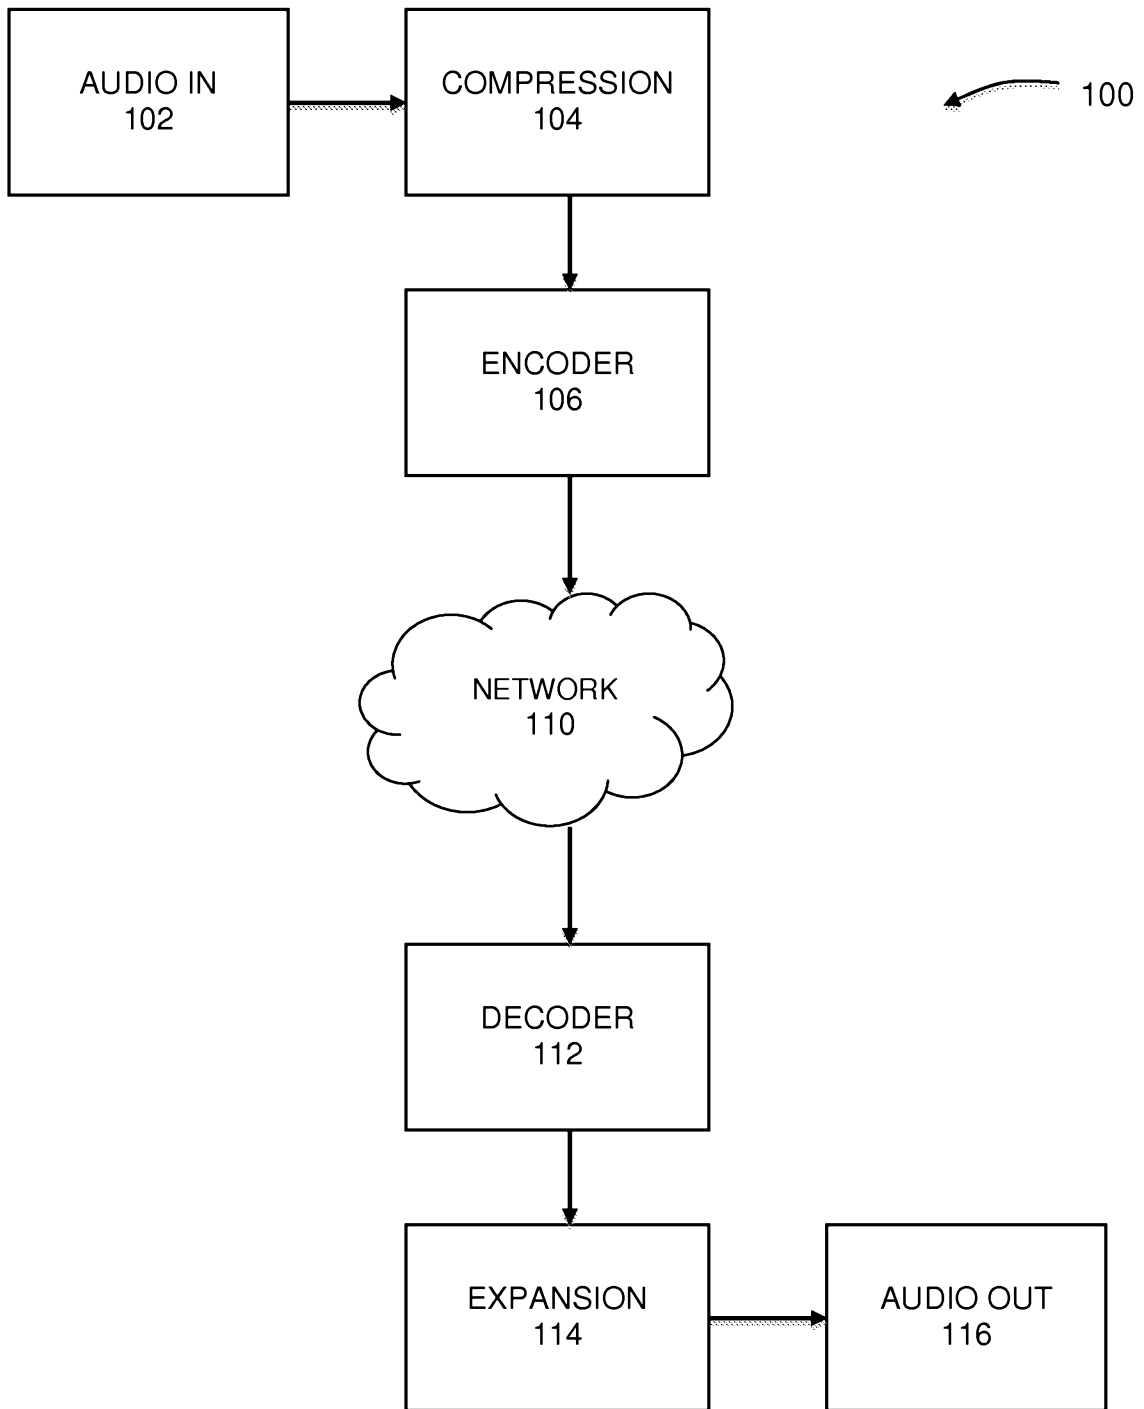 AUDIO IN
102
COMPRESSION
104
100
ENCODER
106
NETWORK
110
DECODER
112
EXPANSION
114
AUDIO OUT
116